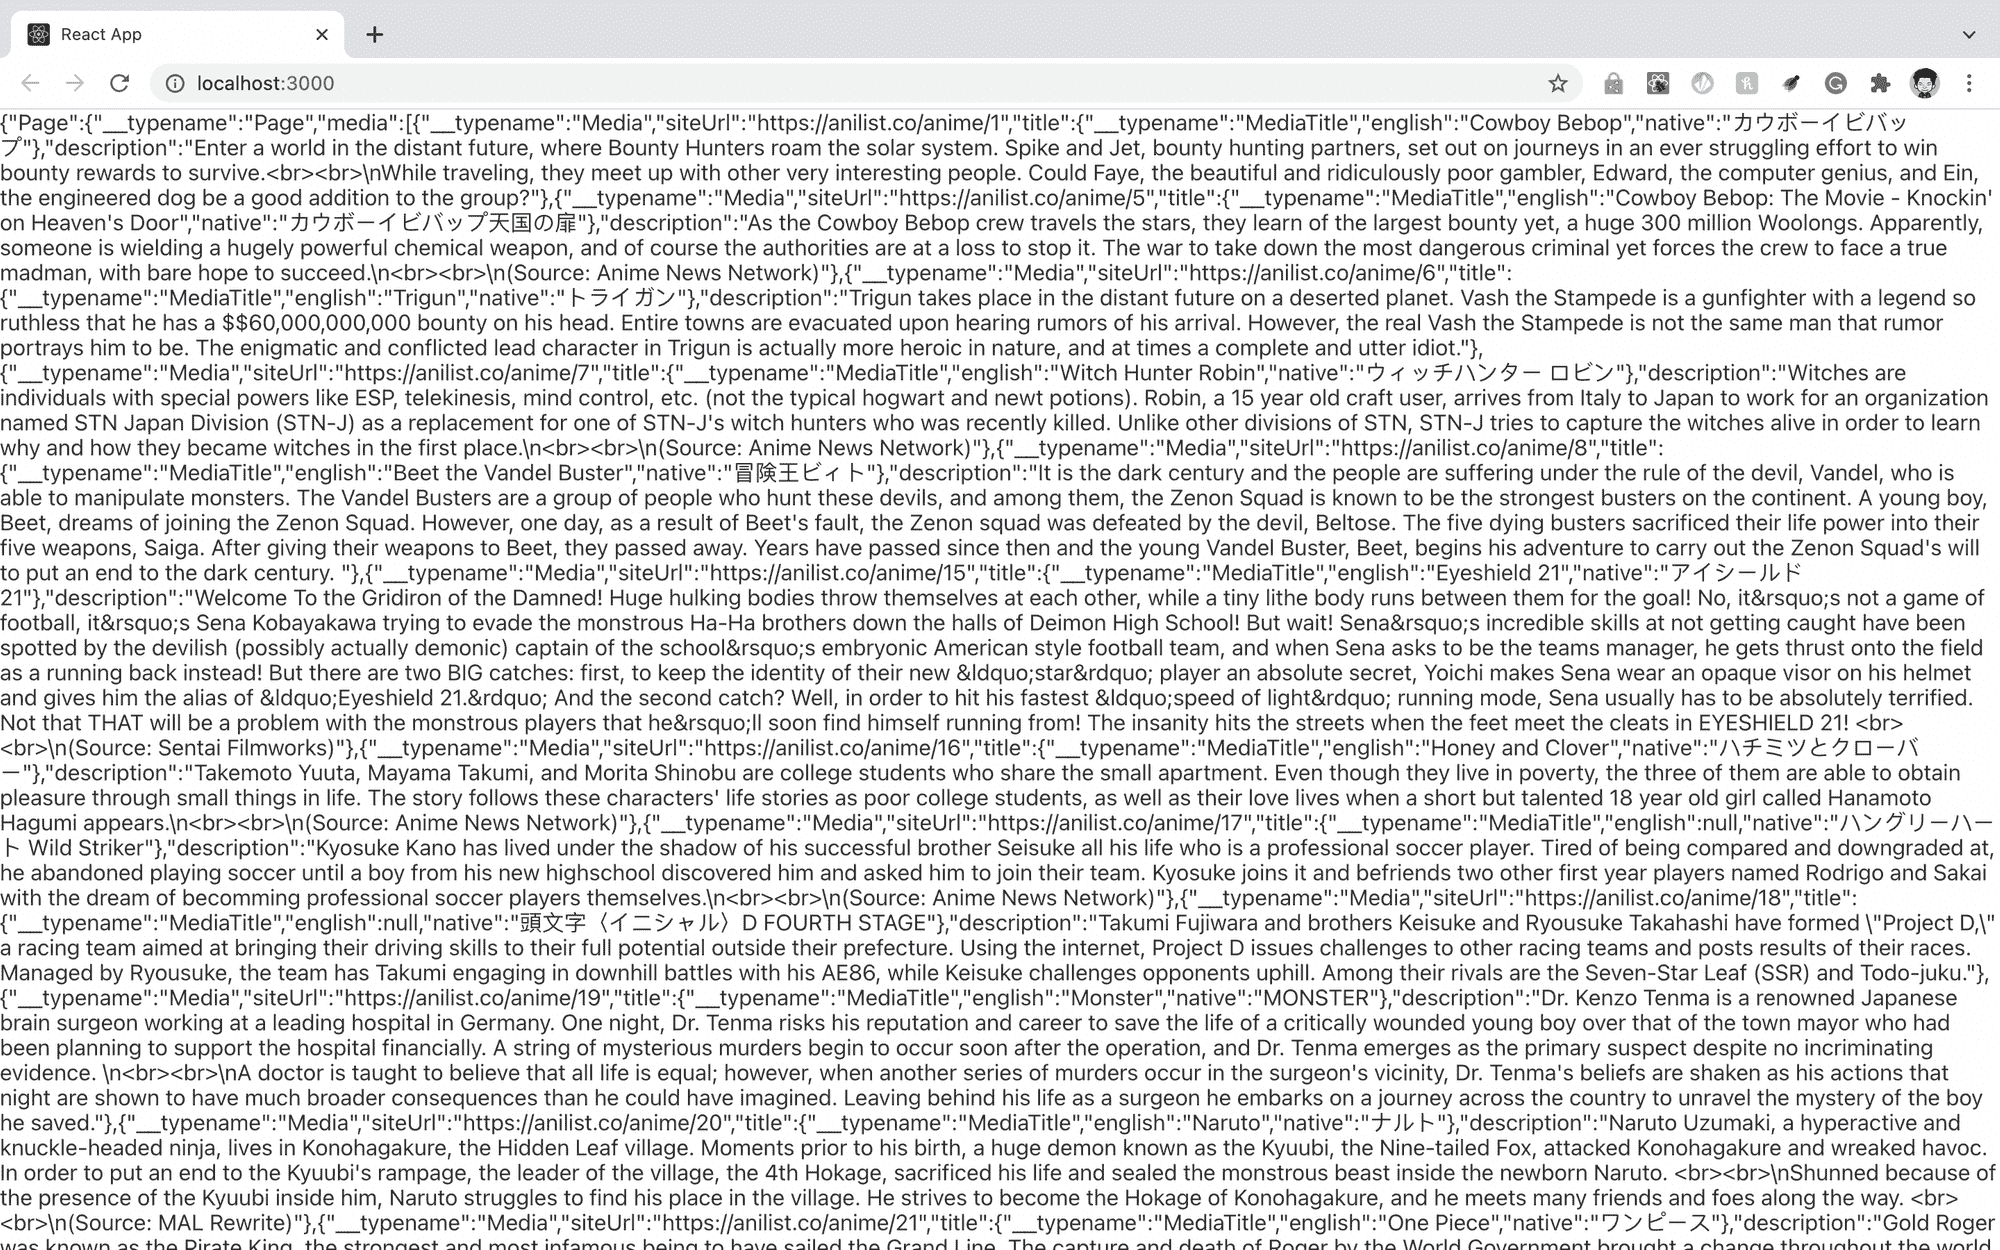 React App
localhost:3000
{"Page":{"__typename":"Page","media":[{"__typename":"Media","siteUrl":"https://anilist.co/anime/1","title":{"__typename":"MediaTitle","english":"Cowboy Bebop","native":"カウボーイビバッ
プ"},"description":"Enter a world in the distant future, where Bounty Hunters roam the solar system. Spike and Jet, bounty hunting partners, set out on journeys in an ever struggling effort to win
bounty rewards to survive.<br><br>\nWhile traveling, they meet up with other very interesting people. Could Faye, the beautiful and ridiculously poor gambler, Edward, the computer genius, and Ein,
the engineered dog be a good addition to the group?"},{"__typename":"Media","siteUrl":"https://anilist.co/anime/5","title":{"__typename":"MediaTitle","english":"Cowboy Bebop: The Movie - Knockin'
on Heaven's Door","native":"カウボーイビバップ天国の扉"},"description":"As the Cowboy Bebop crew travels the stars, they learn of the largest bounty yet, a huge 300 million Woolongs. Apparently,
someone is wielding a hugely powerful chemical weapon, and of course the authorities are at a loss to stop it. The war to take down the most dangerous criminal yet forces the crew to face a true
madman, with bare hope to succeed.\n<br><br>\n(Source: Anime News Network)"},{"__typename":"Media","siteUrl":"https://anilist.co/anime/6","title":
{"__typename":"MediaTitle","english":"Trigun","native":"トライガン"},"description":"Trigun takes place in the distant future on a deserted planet. Vash the Stampede is a gunfighter with a legend so
ruthless that he has a $$60,000,000,000 bounty on his head. Entire towns are evacuated upon hearing rumors of his arrival. However, the real Vash the Stampede is not the same man that rumor
portrays him to be. The enigmatic and conflicted lead character in Trigun is actually more heroic in nature, and at times a complete and utter idiot."},
{"__typename":"Media","siteUrl":"https://anilist.co/anime/7","title":{"__typename":"MediaTitle","english":"Witch Hunter Robin","native":"ウィッチハンター ロビン"},"description":"Witches are
individuals with special powers like ESP, telekinesis, mind control, etc. (not the typical hogwart and newt potions). Robin, a 15 year old craft user, arrives from Italy to Japan to work for an organization
named STN Japan Division (STN-J) as a replacement for one of STN-J's witch hunters who was recently killed. Unlike other divisions of STN, STN-J tries to capture the witches alive in order to learn
why and how they became witches in the first place.\n<br><br>\n(Source: Anime News Network)"},{"__typename":"Media","siteUrl":"https://anilist.co/anime/8","title":
{"__typename":"MediaTitle","english":"Beet the Vandel Buster","native":"冒険王ビィト"},"description":"It is the dark century and the people are suffering under the rule of the devil, Vandel, who is
able to manipulate monsters. The Vandel Busters are a group of people who hunt these devils, and among them, the Zenon Squad is known to be the strongest busters on the continent. A young boy,
Beet, dreams of joining the Zenon Squad. However, one day, as a result of Beet's fault, the Zenon squad was defeated by the devil, Beltose. The five dying busters sacrificed their life power into their
five weapons, Saiga. After giving their weapons to Beet, they passed away. Years have passed since then and the young Vandel Buster, Beet, begins his adventure to carry out the Zenon Squad's will
to put an end to the dark century. "},{"__typename":"Media","siteUrl":"https://anilist.co/anime/15","title":{"__typename":"MediaTitle","english":"Eyeshield 21","native":"アイシールド
21"},"description":"Welcome To the Gridiron of the Damned! Huge hulking bodies throw themselves at each other, while a tiny lithe body runs between them for the goal! No, it&rsquo;s not a game of
football, it&rsquo;s Sena Kobayakawa trying to evade the monstrous Ha-Ha brothers down the halls of Deimon High School! But wait! Sena&rsquo;s incredible skills at not getting caught have been
spotted by the devilish (possibly actually demonic) captain of the school&rsquo;s embryonic American style football team, and when Sena asks to be the teams manager, he gets thrust onto the field
as a running back instead! But there are two BIG catches: first, to keep the identity of their new &ldquo;star&rdquo; player an absolute secret, Yoichi makes Sena wear an opaque visor on his helmet
and gives him the alias of &ldquo;Eyeshield 21.&rdquo; And the second catch? Well, in order to hit his fastest &ldquo;speed of light&rdquo; running mode, Sena usually has to be absolutely terrified.
Not that THAT will be a problem with the monstrous players that he&rsquo;ll soon find himself running from! The insanity hits the streets when the feet meet the cleats in EYESHIELD 21! <br>
<br>\n(Source: Sentai Filmworks)"},{"__typename":"Media","siteUrl":"https://anilist.co/anime/16","title":{"__typename":"MediaTitle","english":"Honey and Clover","native":"ハチミツとクローバ
ー"},"description":"Takemoto Yuuta, Mayama Takumi, and Morita Shinobu are college students who share the small apartment. Even though they live in poverty, the three of them are able to obtain
pleasure through small things in life. The story follows these characters' life stories as poor college students, as well as their love lives when a short but talented 18 year old girl called Hanamoto
Hagumi appears.\n<br><br>\n(Source: Anime News Network)"},{"__typename":"Media","siteUrl":"https://anilist.co/anime/17","title":{"__typename":"MediaTitle","english":null,"native":"ハングリーハー
ト Wild Striker"},"description":"Kyosuke Kano has lived under the shadow of his successful brother Seisuke all his life who is a professional soccer player. Tired of being compared and downgraded at,
he abandoned playing soccer until a boy from his new highschool discovered him and asked him to join their team. Kyosuke joins it and befriends two other first year players named Rodrigo and Sakai
with the dream of becomming professional soccer players themselves.\n<br><br>\n(Source: Anime News Network)"},{"__typename":"Media","siteUrl":"https://anilist.co/anime/18","title":
{"__typename":"MediaTitle","english":null,"native":"頭文字〈イニシャル〉D FOURTH STAGE"},"description":"Takumi Fujiwara and brothers Keisuke and Ryousuke Takahashi have formed \"Project D,\"
a racing team aimed at bringing their driving skills to their full potential outside their prefecture. Using the internet, Project D issues challenges to other racing teams and posts results of their races.
Managed by Ryousuke, the team has Takumi engaging in downhill battles with his AE86, while Keisuke challenges opponents uphill. Among their rivals are the Seven-Star Leaf (SSR) and Todo-juku."},
{"__typename":"Media","siteUrl":"https://anilist.co/anime/19","title":{"__typename":"MediaTitle","english":"Monster","native":"MONSTER"},"description":"Dr. Kenzo Tenma is a renowned Japanese
brain surgeon working at a leading hospital in Germany. One night, Dr. Tenma risks his reputation and career to save the life of a critically wounded young boy over that of the town mayor who had
been planning to support the hospital financially. A string of mysterious murders begin to occur soon after the operation, and Dr. Tenma emerges as the primary suspect despite no incriminating
evidence. \n<br><br>\nA doctor is taught to believe that all life is equal; however, when another series of murders occur in the surgeon's vicinity, Dr. Tenma's beliefs are shaken as his actions that
night are shown to have much broader consequences than he could have imagined. Leaving behind his life as a surgeon he embarks on a journey across the country to unravel the mystery of the boy
he saved."},{"__typename":"Media","siteUrl":"https://anilist.co/anime/20","title":{"__typename":"MediaTitle","english":"Naruto","native":"ナルト"},"description":"Naruto Uzumaki, a hyperactive and
knuckle-headed ninja, lives in Konohagakure, the Hidden Leaf village. Moments prior to his birth, a huge demon known as the Kyuubi, the Nine-tailed Fox, attacked Konohagakure and wreaked havoc.
In order to put an end to the Kyuubi's rampage, the leader of the village, the 4th Hokage, sacrificed his life and sealed the monstrous beast inside the newborn Naruto. <br><br>\nShunned because of
the presence of the Kyuubi inside him, Naruto struggles to find his place in the village. He strives to become the Hokage of Konohagakure, and he meets many friends and foes along the way. <br>
<br>\n(Source: MAL Rewrite)"},{"__typename":"Media","siteUrl":"https://anilist.co/anime/21","title":{"__typename":"MediaTitle","english":"One Piece","native":"ワンピース"},"description":"Gold Roger
was known as the Pirate King, the strongest and most infamous being to have sailed the Grand Line. The capture and death of Roger by the World Government brought a change throughout the world.